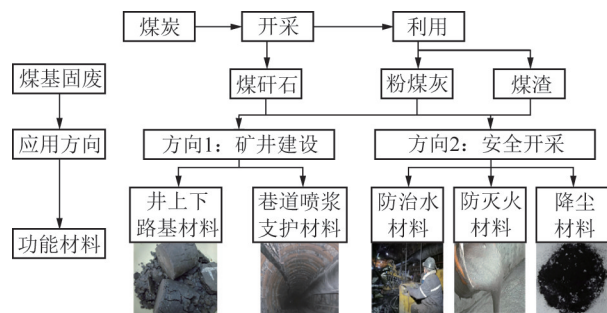 煤炭
开采
利用
煤基固废
煤矸石
粉煤灰
煤渣
应用方向
方向1：矿井建设
方向2：安全开采
功能材料
井上下
路基材料
巷道喷浆
支护材料
防治水
材料
防灭火
材料
降尘
材料